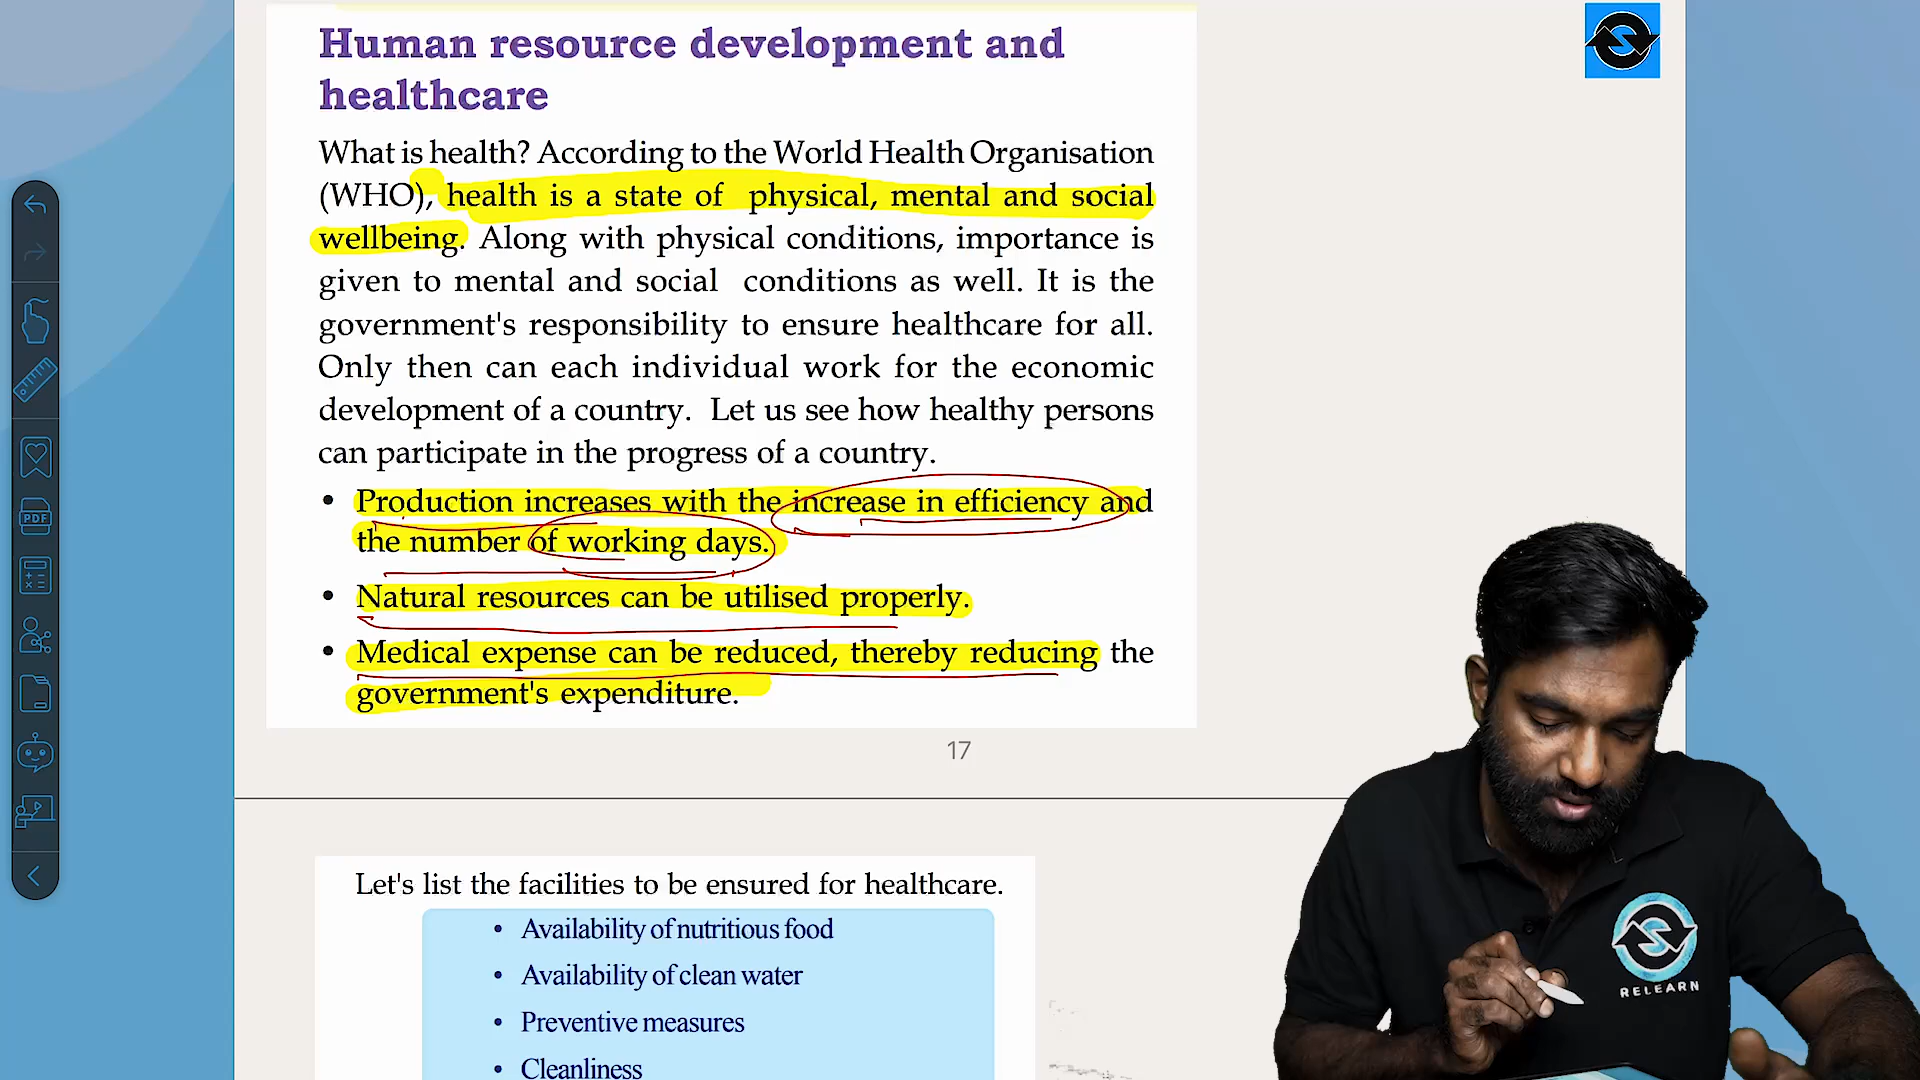 Human resource development and
healthcare
What is health? According to the World Health Organisation
(WHO), health is a state of physical, mental and social
wellbeing. Along with physical conditions, importance is
given to mental and social conditions as well. It is the
government's responsibility to ensure healthcare for all.
Only then can each individual work for the economic
development of a country. Let us see how healthy persons
can participate in the progress of a country.
• Production increases with the increase in efficiency and
the number of working days.
• Natural resources can be utilised properly.
• Medical expense can be reduced, thereby reducing the
government's expenditure.
17
Let's list the facilities to be ensured for healthcare.
• Availability of nutritious food
• Availability of clean water
• Preventive measures
• Cleanliness
PDF
RELEARN